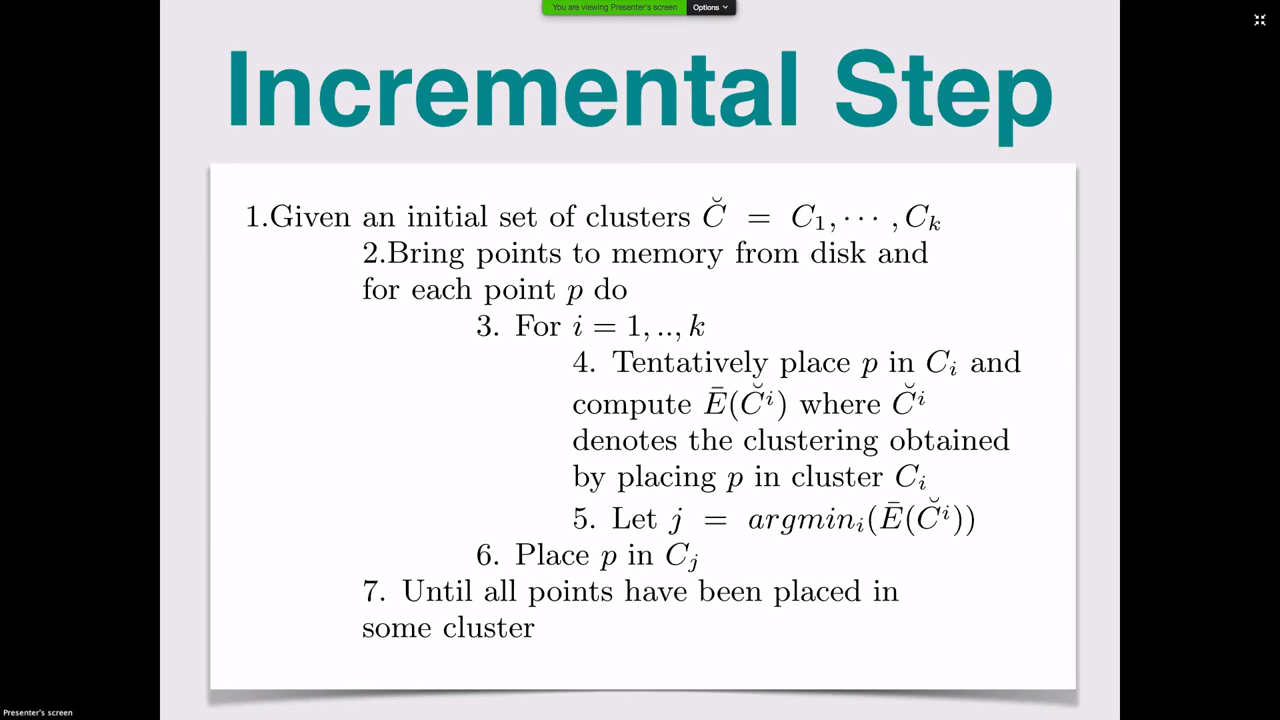 You are viewing Presenter's screen
Options
Incremental Step
1.Given an initial set of clusters C̆ = C₁, ⋯ , Cₖ
2.Bring points to memory from disk and
for each point p do
3. For i = 1, .., k
4. Tentatively place p in Cᵢ and
compute Ē(C̆ⁱ) where C̆ⁱ
denotes the clustering obtained
by placing p in cluster Cᵢ
5. Let j = argminᵢ(Ē(C̆ⁱ))
6. Place p in Cⱼ
7. Until all points have been placed in
some cluster
Presenter's screen